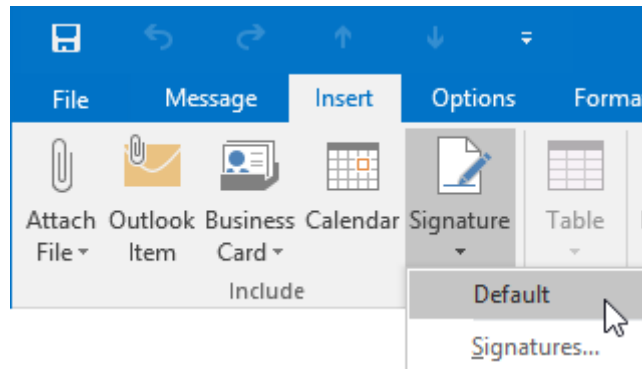 File Message Insert Options Forma
Attach Outlook Business Calendar Signature Table
File Item Card
Include
Default
Signatures...